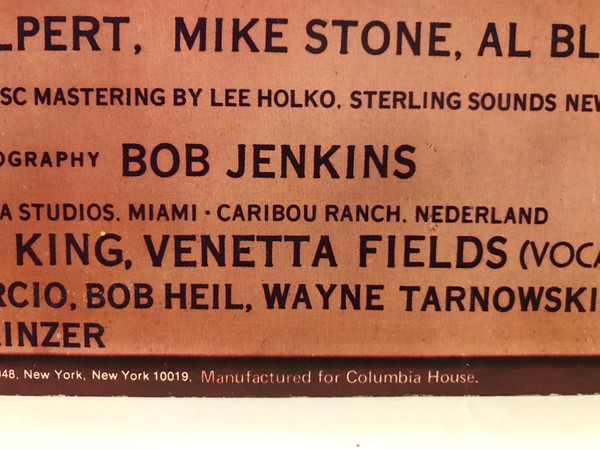 LPERT, MIKE STONE, AL BL
SC MASTERING BY LEE HOLKO. STERLING SOUNDS NEW
OGRAPHY BOB JENKINS
A STUDIOS. MIAMI · CARIBOU RANCH. NEDERLAND
KING, VENETTA FIELDS (VOCA
RCIO, BOB HEIL, WAYNE TARNOWSKI
EINZER
048, New York, New York 10019, Manufactured for Columbia House.